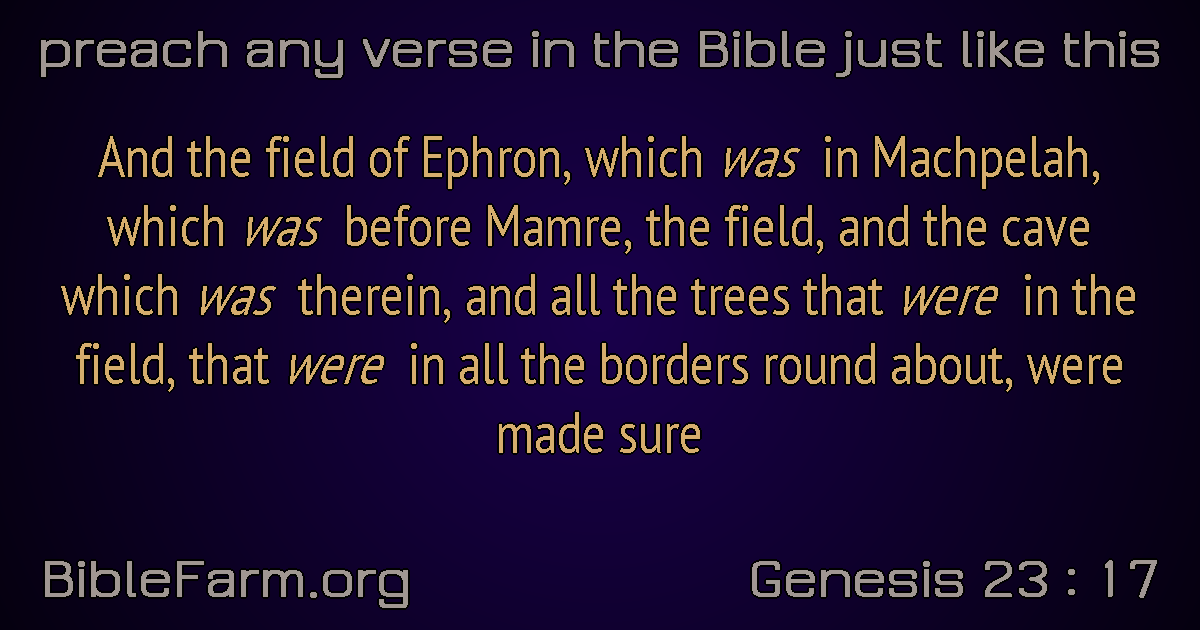 preach any verse in the Bible just like this
And the field of Ephron, which was in Machpelah,
which was before Mamre, the field, and the cave
which was therein, and all the trees that were in the
field, that were in all the borders round about, were
made sure
BibleFarm.org
Genesis 23 : 17